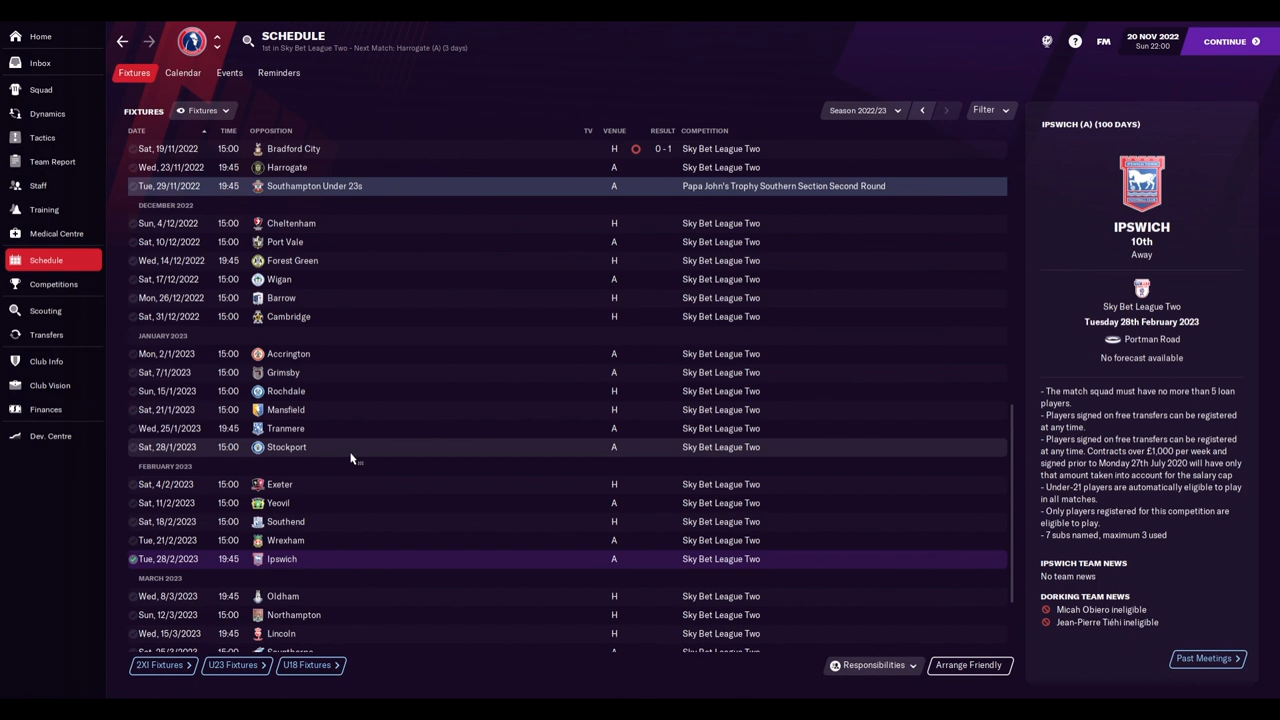 Home
Inbox
Squad
Dynamics
Tactics
Team Report
Staff
Training
Medical Centre
Schedule
Competitions
Scouting
Transfers
Club Info
Club Vision
Finances
Dev. Centre
SCHEDULE
1st in Sky Bet League Two - Next Match: Harrogate (A) (3 days)
? FM 20 NOV 2022 CONTINUE
Sun 22:00
Fixtures Calendar Events Reminders
FIXTURES Fixtures Season 2022/23 Filter
DATE TIME OPPOSITION TV VENUE RESULT COMPETITION
Sat, 19/11/2022 15:00 Bradford City H 0 - 1 Sky Bet League Two
Wed, 23/11/2022 19:45 Harrogate A Sky Bet League Two
Tue, 29/11/2022 19:45 Southampton Under 23s A Papa John's Trophy Southern Section Second Round
DECEMBER 2022
Sun, 4/12/2022 15:00 Cheltenham H Sky Bet League Two
Sat, 10/12/2022 15:00 Port Vale A Sky Bet League Two
Wed, 14/12/2022 19:45 Forest Green H Sky Bet League Two
Sat, 17/12/2022 15:00 Wigan A Sky Bet League Two
Mon, 26/12/2022 15:00 Barrow H Sky Bet League Two
Sat, 31/12/2022 15:00 Cambridge H Sky Bet League Two
JANUARY 2023
Mon, 2/1/2023 15:00 Accrington A Sky Bet League Two
Sat, 7/1/2023 15:00 Grimsby A Sky Bet League Two
Sun, 15/1/2023 15:00 Rochdale H Sky Bet League Two
Sat, 21/1/2023 15:00 Mansfield H Sky Bet League Two
Wed, 25/1/2023 19:45 Tranmere A Sky Bet League Two
Sat, 28/1/2023 15:00 Stockport A Sky Bet League Two
FEBRUARY 2023
Sat, 4/2/2023 15:00 Exeter H Sky Bet League Two
Sat, 11/2/2023 15:00 Yeovil A Sky Bet League Two
Sat, 18/2/2023 15:00 Southend H Sky Bet League Two
Tue, 21/2/2023 15:00 Wrexham A Sky Bet League Two
Tue, 28/2/2023 19:45 Ipswich A Sky Bet League Two
MARCH 2023
Wed, 8/3/2023 19:45 Oldham H Sky Bet League Two
Sun, 12/3/2023 15:00 Northampton H Sky Bet League Two
Wed, 15/3/2023 19:45 Lincoln H Sky Bet League Two
2XI Fixtures U23 Fixtures U18 Fixtures Responsibilities Arrange Friendly
IPSWICH (A) (100 DAYS)
IPSWICH
10th
Away
Sky Bet League Two
Tuesday 28th February 2023
Portman Road
No forecast available
- The match squad must have no more than 5 loan
players.
- Players signed on free transfers can be registered
at any time.
- Players signed on free transfers can be registered
at any time. Contracts over £1,000 per week and
signed prior to Monday 27th July 2020 will have only
that amount taken into account for the salary cap
- Under-21 players are automatically eligible to play
in all matches.
- Only players registered for this competition are
eligible to play.
- 7 subs named, maximum 3 used
IPSWICH TEAM NEWS
No team news
DORKING TEAM NEWS
Micah Obiero ineligible
Jean-Pierre Tiéhi ineligible
Past Meetings